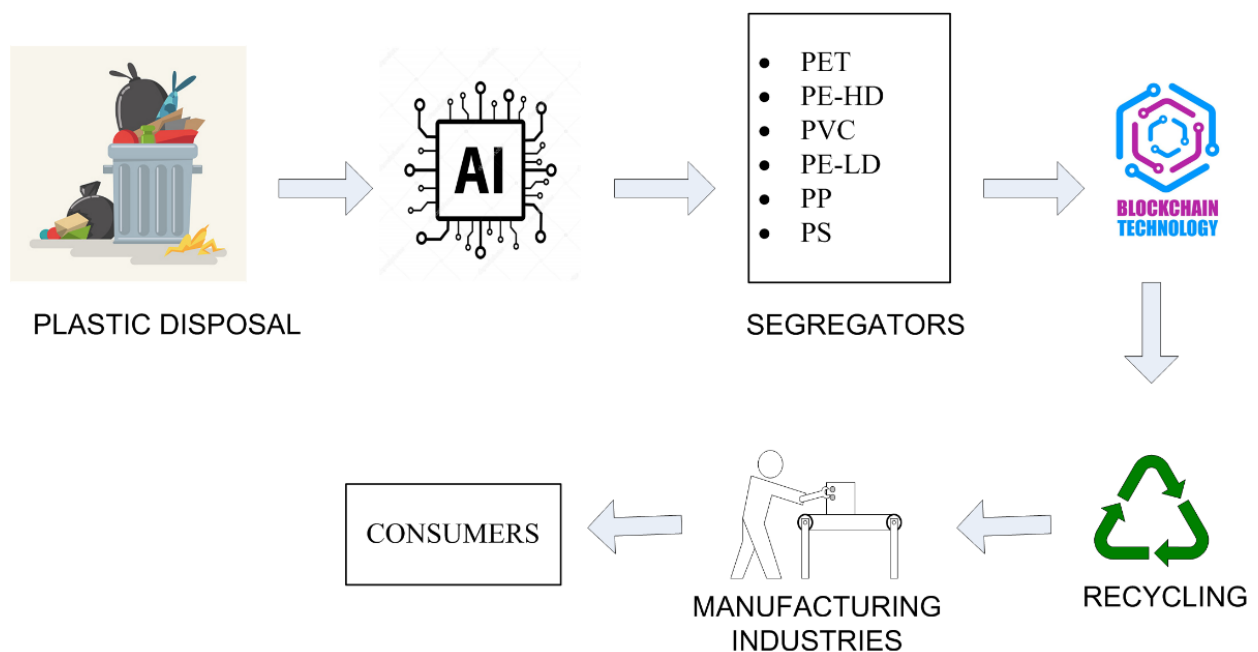 AI
PET
PE-HD
PVC
PE-LD
PP
PS
BLOCKCHAIN
TECHNOLOGY
PLASTIC DISPOSAL
SEGREGATORS
CONSUMERS
MANUFACTURING
INDUSTRIES
RECYCLING